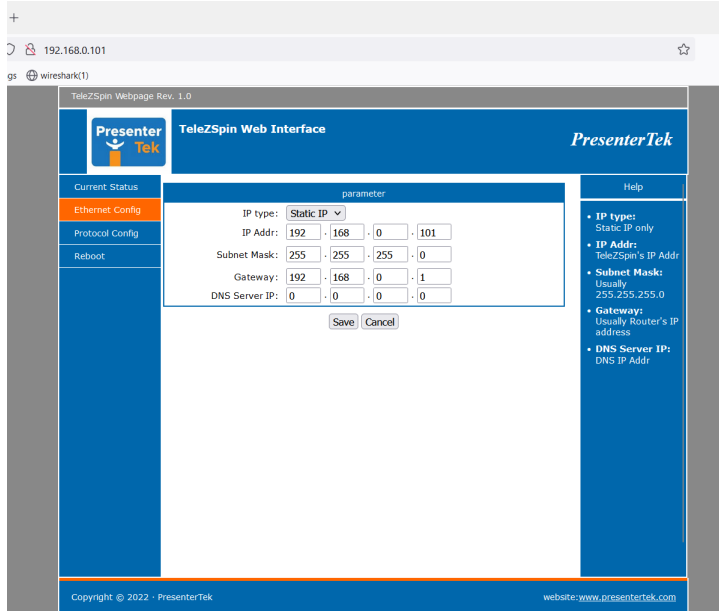 +
192.168.0.101
gs wireshark(1)
TeleZSpin Webpage Rev. 1.0
Presenter
Tek
TeleZSpin Web Interface
PresenterTek
Current Status
Ethernet Config
Protocol Config
Reboot
parameter
IP type: Static IP
IP Addr: 192 . 168 . 0 . 101
Subnet Mask: 255 . 255 . 255 . 0
Gateway: 192 . 168 . 0 . 1
DNS Server IP: 0 . 0 . 0 . 0
Save Cancel
Help
• IP type:
Static IP only
• IP Addr:
TeleZSpin's IP Addr
• Subnet Mask:
Usually
255.255.255.0
• Gateway:
Usually Router's IP
address
• DNS Server IP:
DNS IP Addr
Copyright © 2022 · PresenterTek
website:www.presentertek.com